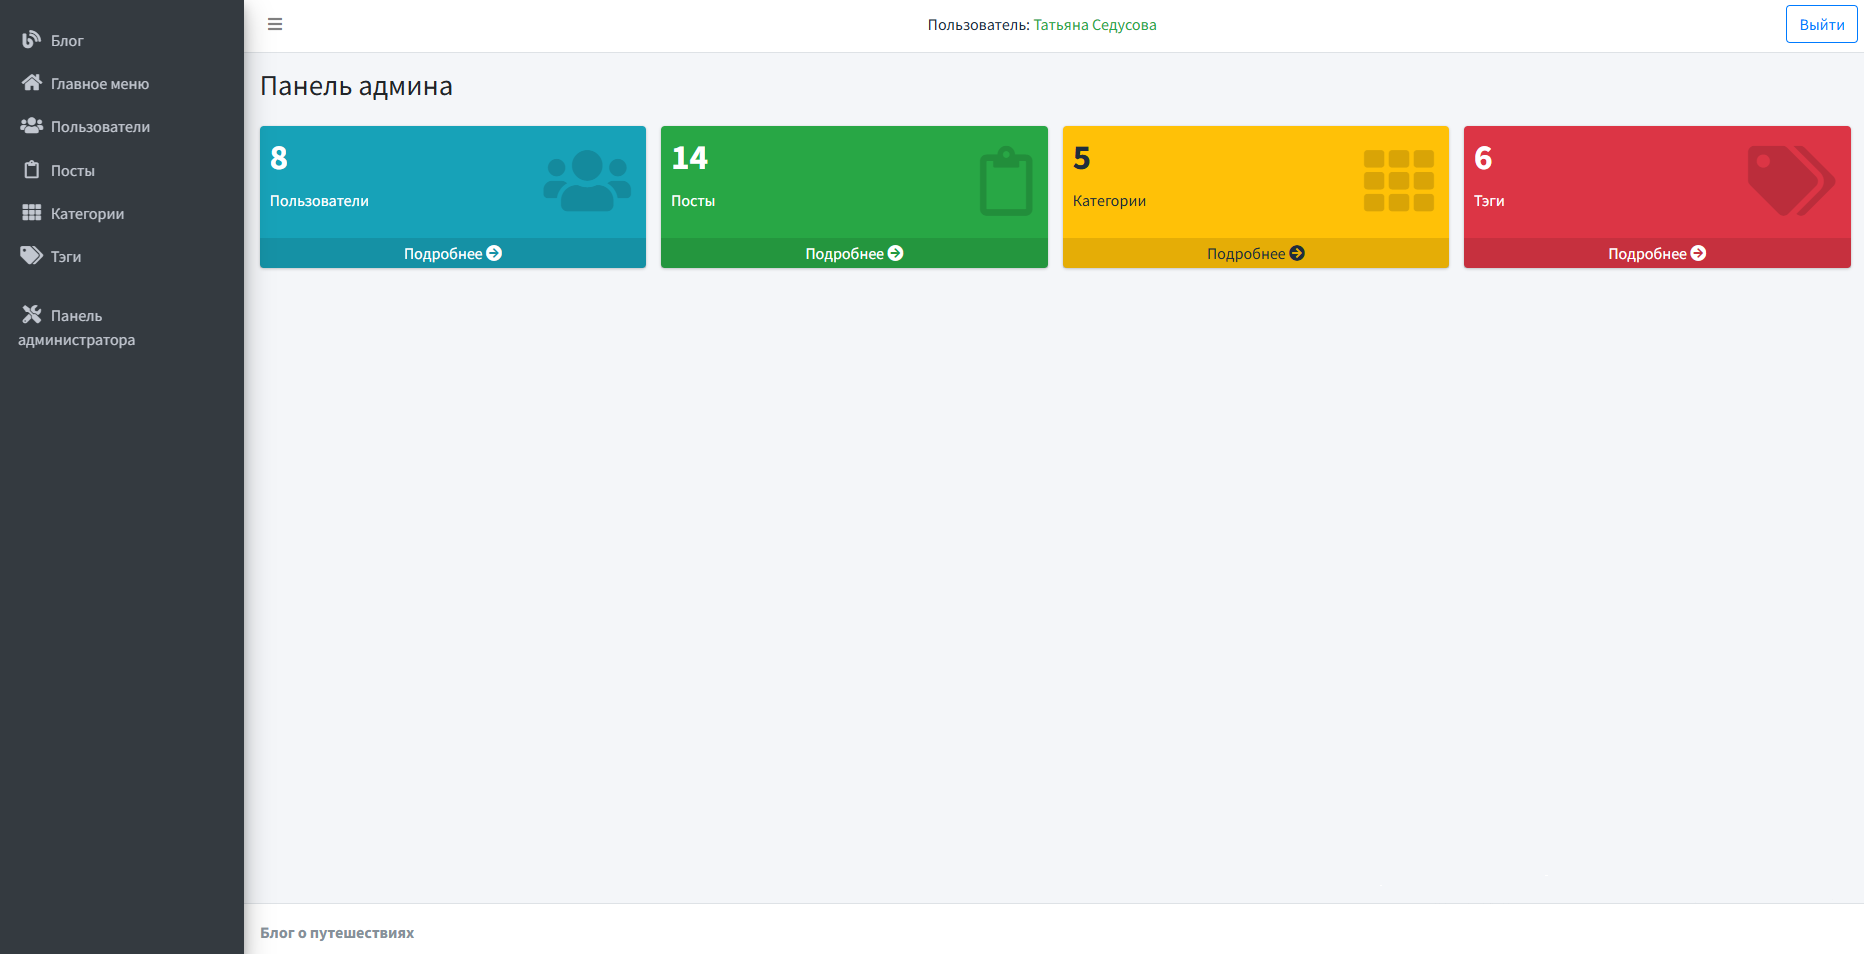 Блог
Главное меню
Пользователи
Посты
Категории
Тэги
Панель
администратора
Пользователь: Татьяна Седусова
Выйти
Панель админа
8
Пользователи
Подробнее
14
Посты
Подробнее
5
Категории
Подробнее
6
Тэги
Подробнее
Блог о путешествиях